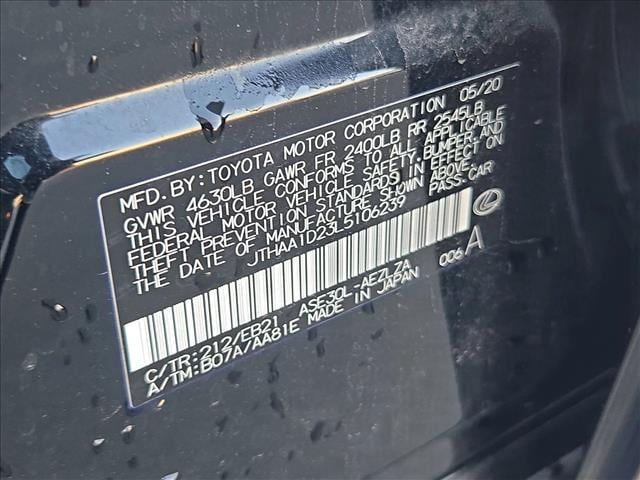 MFD. BY: TOYOTA MOTOR CORPORATION 05/20
GVWR 4630LB GAWR FR 2400LB RR 2545LB
THIS VEHICLE CONFORMS TO ALL APPLICABLE
FEDERAL MOTOR VEHICLE SAFETY, BUMPER, AND
THEFT PREVENTION STANDARDS IN EFFECT ON
THE DATE OF MANUFACTURE SHOWN ABOVE.
JTHAA1D23L5106239 PASS. CAR
C/TR: 212/EB21 ASE30L-AEZLZA 006 A
A/TM: B07A/AA81E MADE IN JAPAN